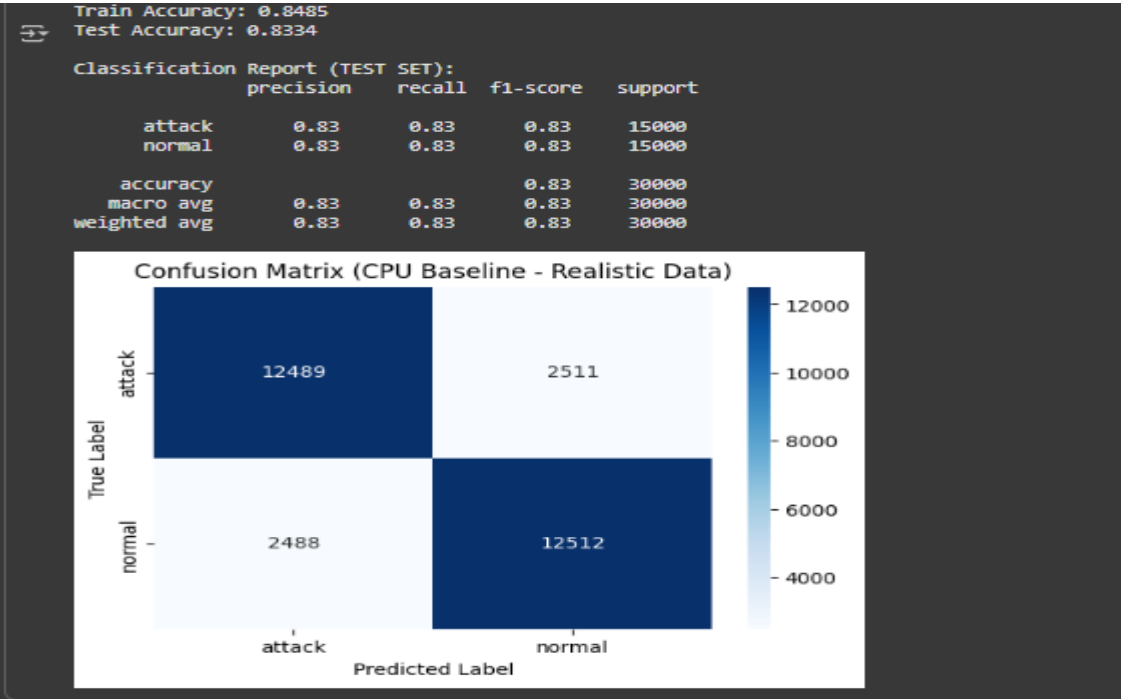 Train Accuracy: 0.8485
Test Accuracy: 0.8334
Classification Report (TEST SET):
precision recall f1-score support
attack 0.83 0.83 0.83 15000
normal 0.83 0.83 0.83 15000
accuracy 0.83 30000
macro avg 0.83 0.83 0.83 30000
weighted avg 0.83 0.83 0.83 30000
Confusion Matrix (CPU Baseline - Realistic Data)
True Label
attack
12489 2511
normal
2488 12512
attack normal
Predicted Label
12000
10000
8000
6000
4000